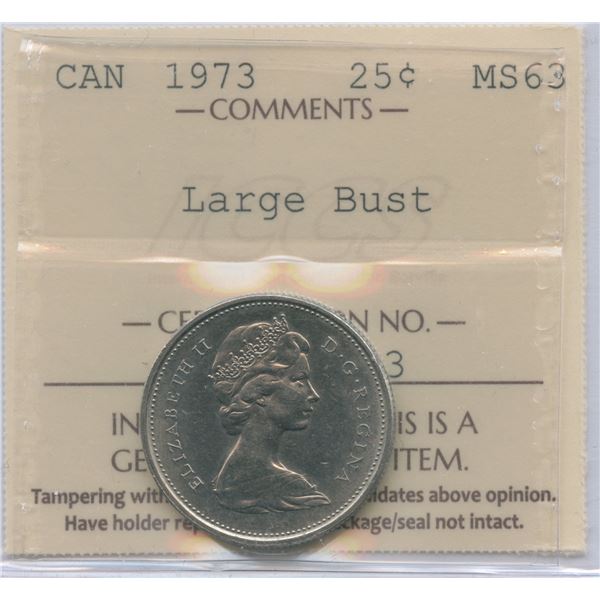 CAN 1973 25¢ MS63
— COMMENTS —
Large Bust
ICCS
NO. —
3
IN IS IS A
GE ITEM.
Tampering with idates above opinion.
Have holder rep ckage/seal not intact.
ELIZABETH II D·G·REGINA